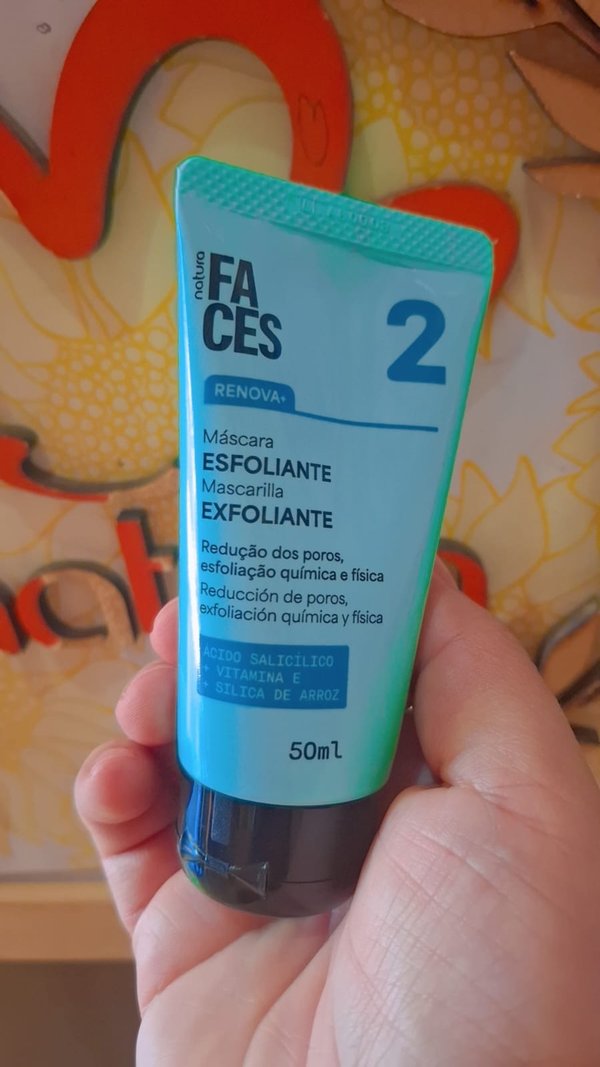 natura
FA
CES
2
RENOVA+
Máscara
ESFOLIANTE
Mascarilla
EXFOLIANTE
Redução dos poros,
esfoliação química e física
Reducción de poros,
exfoliación química y física
ÁCIDO SALICÍLICO
+ VITAMINA E
+ SÍLICA DE ARROZ
50ml